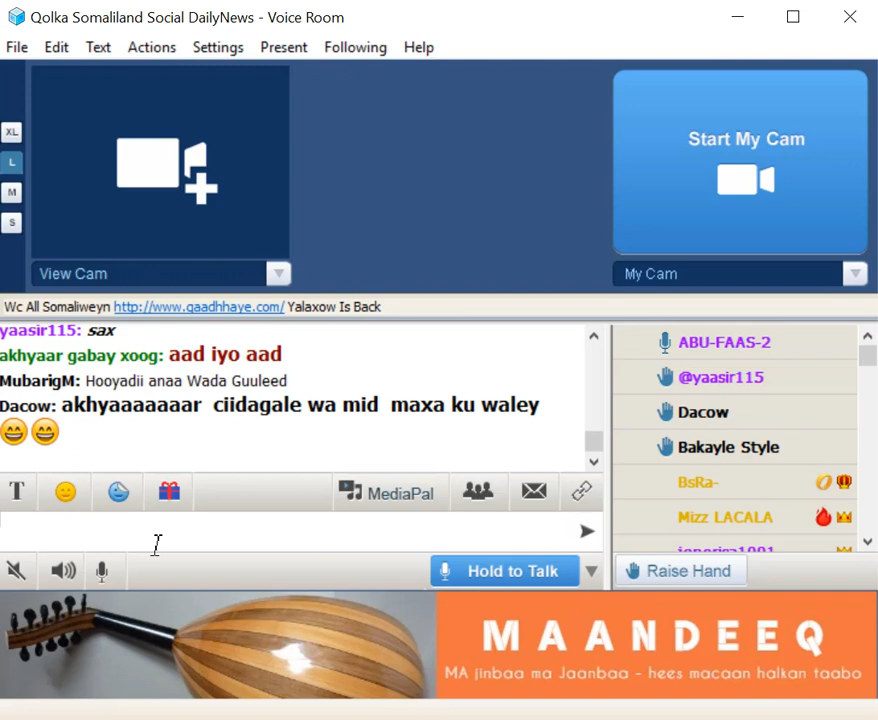 Qolka Somaliland Social DailyNews - Voice Room
File Edit Text Actions Settings Present Following Help
XL
L
M
S
Start My Cam
View Cam
My Cam
Wc All Somaliweyn http://www.qaadhhaye.com/ Yalaxow Is Back
yaasir115: sax
akhyaar gabay xoog: aad iyo aad
MubarigM: Hooyadii anaa Wada Guuleed
Dacow: akhyaaaaaaar ciidagale wa mid maxa ku waley
ABU-FAAS-2
@yaasir115
Dacow
Bakayle Style
BsRa-
Mizz LACALA
T
MediaPal
Hold to Talk
Raise Hand
MAANDEEQ
MA jinbaa ma Jaanbaa - hees macaan halkan taabo